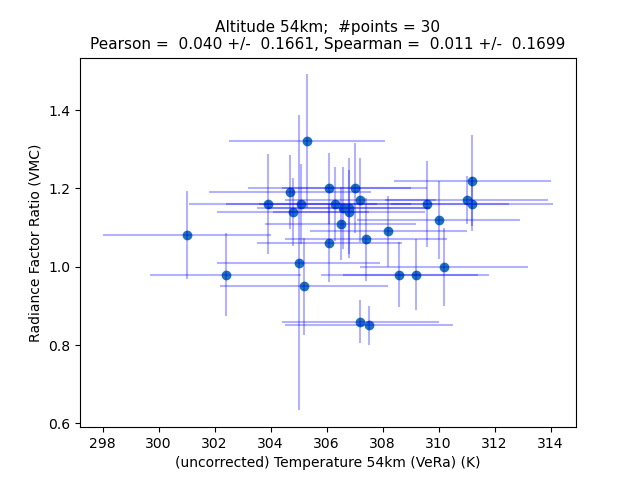 Altitude 54km;  #points = 30
Pearson =  0.040 +/-  0.1661, Spearman =  0.011 +/-  0.1699
Radiance Factor Ratio (VMC)
1.4
1.2
1.0
0.8
0.6
298 300 302 304 306 308 310 312 314
(uncorrected) Temperature 54km (VeRa) (K)